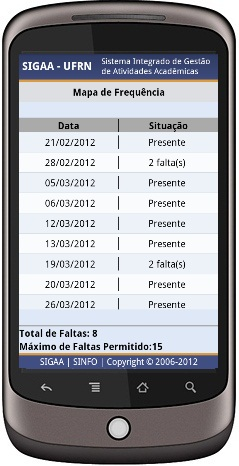 SIGAA - UFRN
Sistema Integrado de Gestão
de Atividades Acadêmicas
Mapa de Frequência
Data Situação
21/02/2012 Presente
28/02/2012 2 falta(s)
05/03/2012 Presente
06/03/2012 Presente
12/03/2012 Presente
13/03/2012 Presente
19/03/2012 2 falta(s)
20/03/2012 Presente
26/03/2012 Presente
Total de Faltas: 8
Máximo de Faltas Permitido:15
SIGAA | SINFO | Copyright © 2006-2012